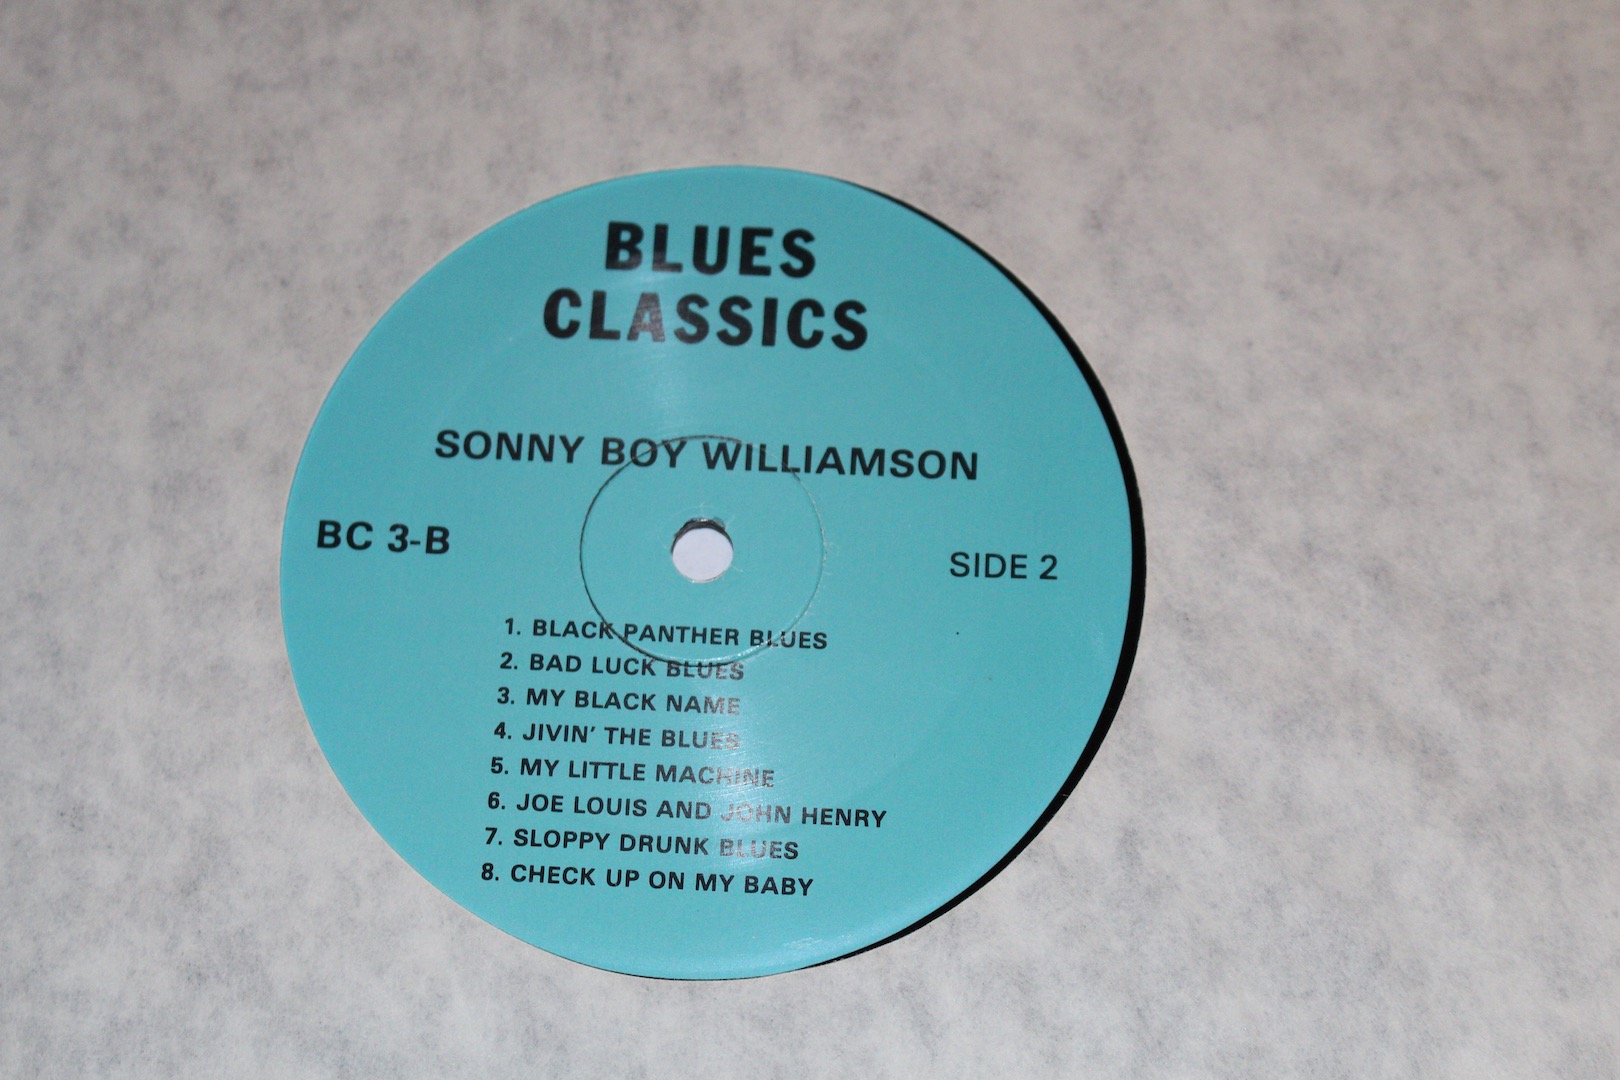 BLUES
CLASSICS
SONNY BOY WILLIAMSON
BC 3-B
SIDE 2
1. BLACK PANTHER BLUES
2. BAD LUCK BLUES
3. MY BLACK NAME
4. JIVIN' THE BLUES
5. MY LITTLE MACHINE
6. JOE LOUIS AND JOHN HENRY
7. SLOPPY DRUNK BLUES
8. CHECK UP ON MY BABY